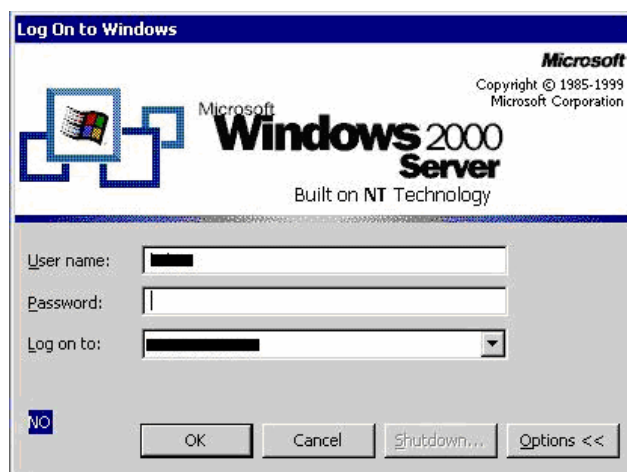 Log On to Windows
Microsoft
Copyright © 1985-1999
Microsoft Corporation
Microsoft
Windows 2000
Server
Built on NT Technology
User name:
Password:
Log on to:
NO
OK Cancel Shutdown... Options <<